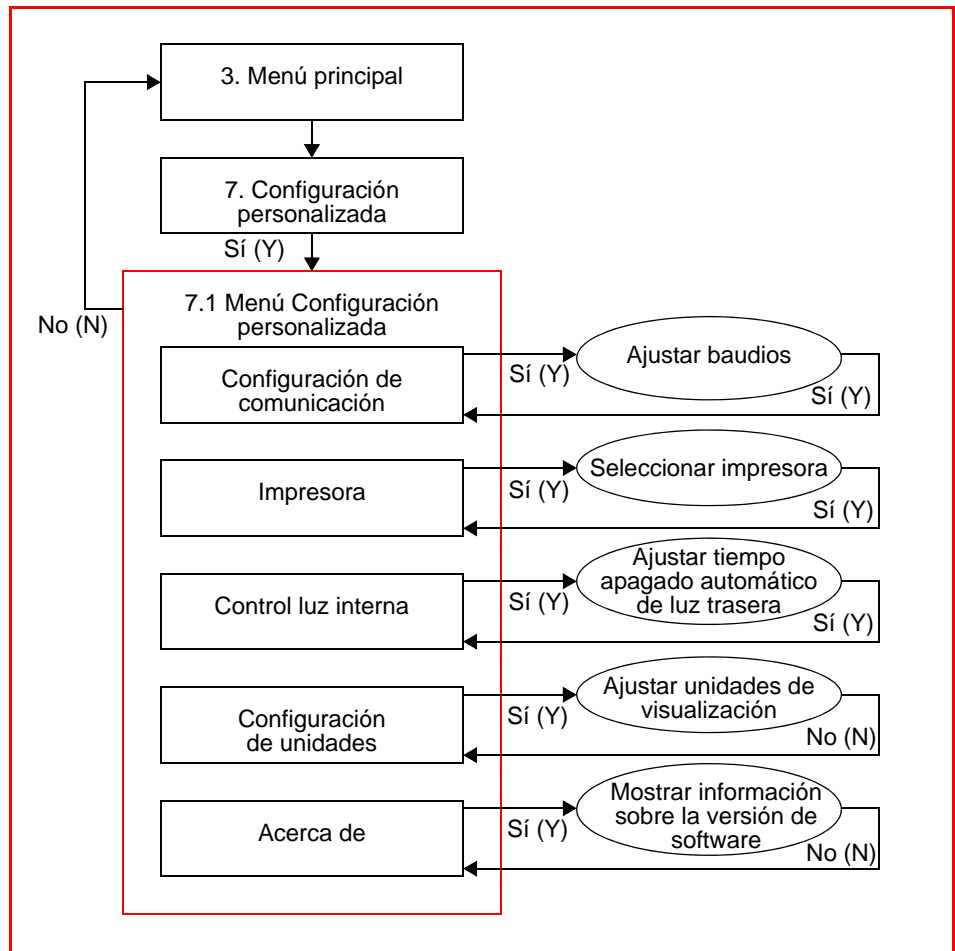 3. Menú principal
7. Configuración
personalizada
Sí (Y)
7.1 Menú Configuración
personalizada
No (N)
Configuración de
comunicación
Sí (Y)
Ajustar baudios
Sí (Y)
Impresora
Sí (Y)
Seleccionar impresora
Sí (Y)
Control luz interna
Sí (Y)
Ajustar tiempo
apagado automático
de luz trasera
Sí (Y)
Configuración
de unidades
Sí (Y)
Ajustar unidades de
visualización
No (N)
Acerca de
Sí (Y)
Mostrar información
sobre la versión de
software
No (N)